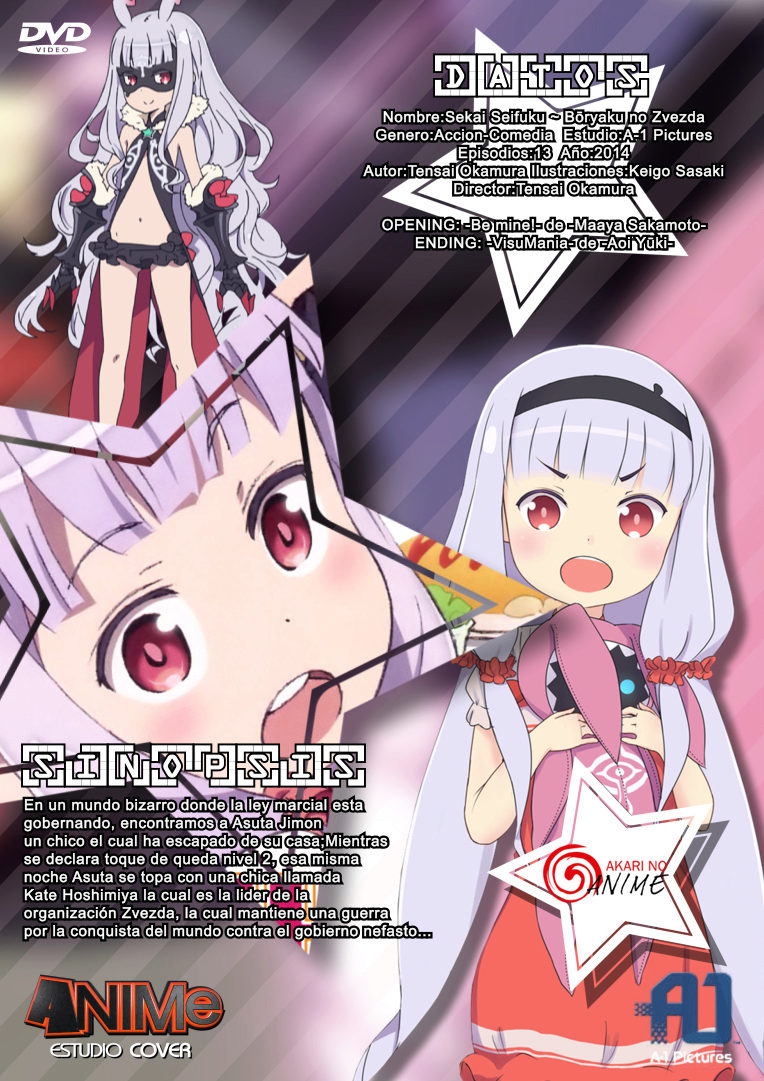 DVD
VIDEO
DATOS
Nombre:Sekai Seifuku ~ Bōryaku no Zvezda
Genero:Accion-Comedia Estudio:A-1 Pictures
Episodios:13 Año:2014
Autor:Tensai Okamura Ilustraciones:Keigo Sasaki
Director:Tensai Okamura
OPENING: -Be mine!- de -Maaya Sakamoto-
ENDING: -VisuMania- de -Aoi Yūki-
SINOPSIS
En un mundo bizarro donde la ley marcial esta
gobernando, encontramos a Asuta Jimon
un chico el cual ha escapado de su casa;Mientras
se declara toque de queda nivel 2, esa misma
noche Asuta se topa con una chica llamada
Kate Hoshimiya la cual es la lider de la
organización Zvezda, la cual mantiene una guerra
por la conquista del mundo contra el gobierno nefasto...
AKARI NO
ANIME
ANIMe
ESTUDIO COVER
A-1
A-1 Pictures